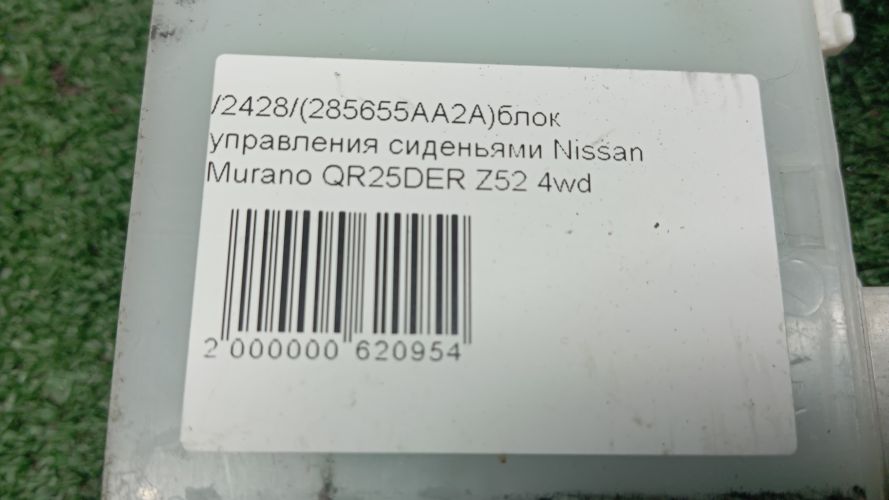 /2428/(285655AA2A)блок
управления сиденьями Nissan
Murano QR25DER Z52 4wd
2 000000 620954